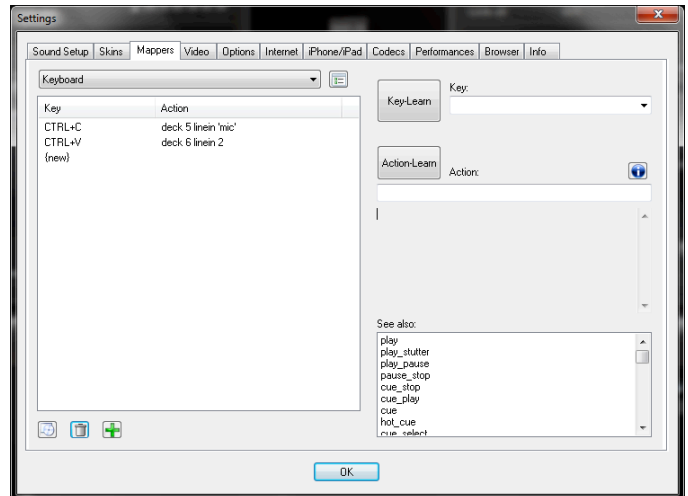 Settings
Sound Setup Skins Mappers Video Options Internet iPhone/iPad Codecs Performances Browser Info
Keyboard
Key Action
CTRL+C deck 5 linein 'mic'
CTRL+V deck 6 linein 2
{new}
Key-Learn
Key:
Action-Learn
Action:
See also:
play
play_stutter
play_pause
pause_stop
cue_stop
cue_play
cue
hot_cue
cue_select
OK